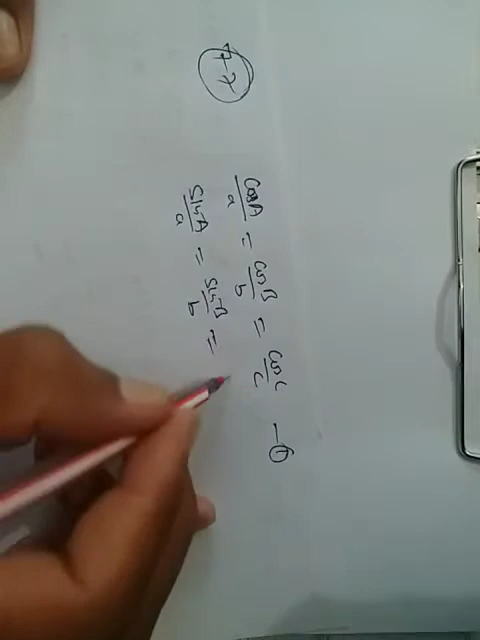 CosA/a = CosB/b = CosC/c — ①
SinA/a = SinB/b =